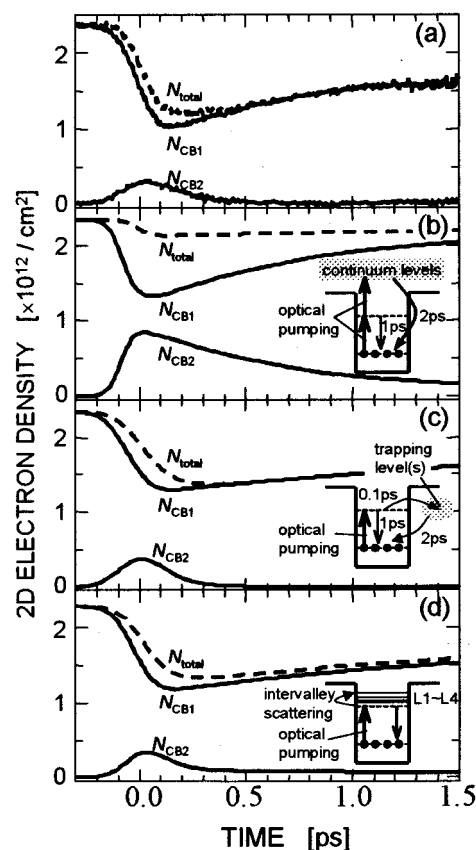 2D ELECTRON DENSITY [×10^12 / cm^2]
(a)
2
1
0
N_total
N_CB1
N_CB2
(b)
2
1
0
N_total
N_CB1
N_CB2
continuum levels
optical pumping
1ps
2ps
(c)
2
1
0
N_total
N_CB1
N_CB2
trapping level(s)
0.1ps
1ps
2ps
optical pumping
(d)
2
1
0
N_total
N_CB1
N_CB2
intervalley scattering
L1~L4
optical pumping
0.0 0.5 1.0 1.5
TIME [ps]